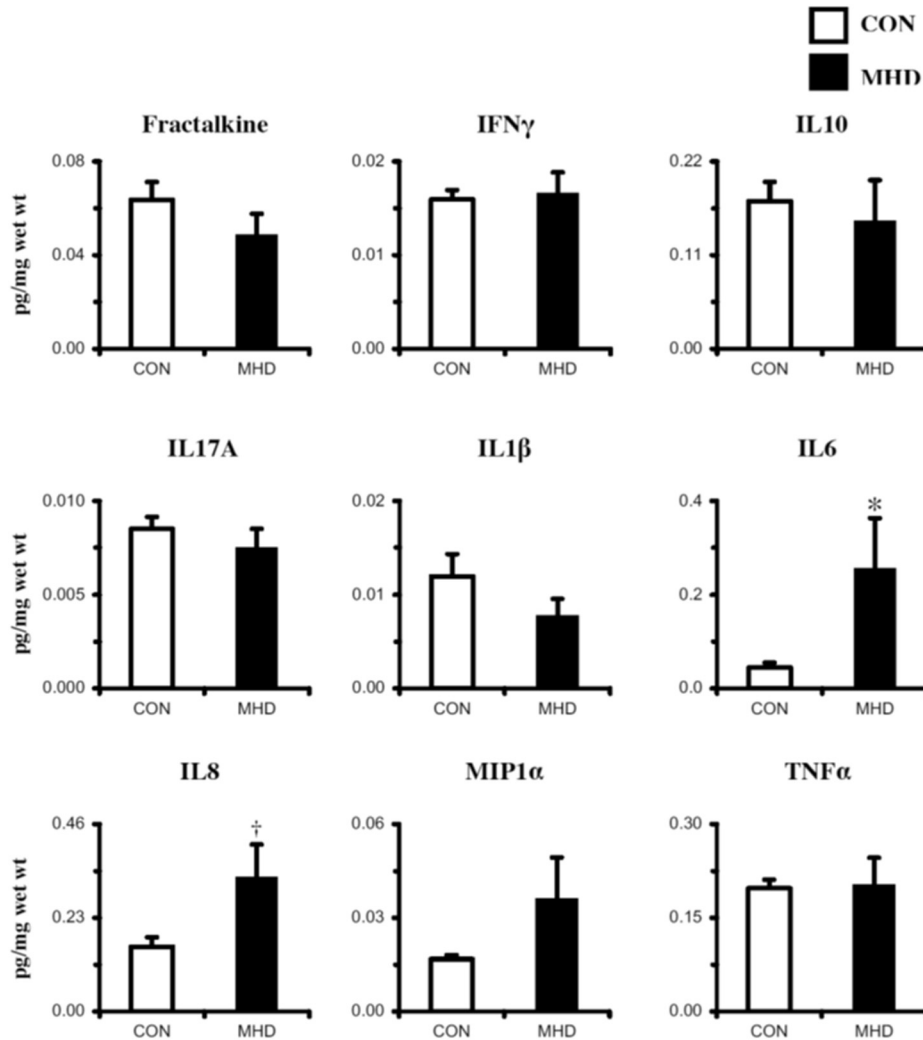 CON
MHD
Fractalkine
IFNγ
IL10
pg/mg wet wt
0.08
0.04
0.00
CON
MHD
0.02
0.01
0.00
CON
MHD
0.22
0.11
0.00
CON
MHD
IL17A
IL1β
IL6
pg/mg wet wt
0.010
0.005
0.000
CON
MHD
0.02
0.01
0.00
CON
MHD
0.4
0.2
0.0
*
CON
MHD
IL8
MIP1α
TNFα
pg/mg wet wt
0.46
0.23
0.00
†
CON
MHD
0.06
0.03
0.00
CON
MHD
0.30
0.15
0.00
CON
MHD